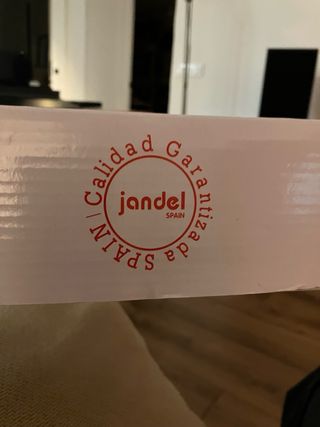 Calidad Garantizada SPAIN |
jandel
SPAIN